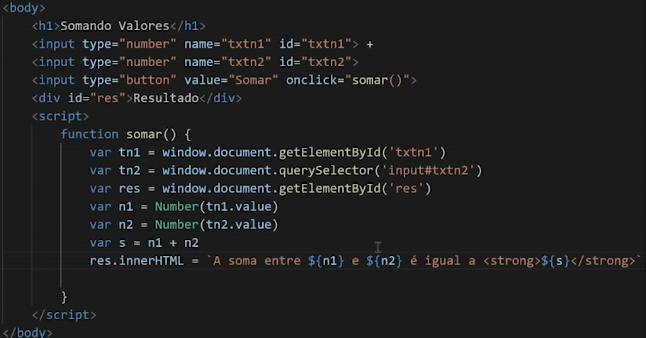 <body>
<h1>Somando Valores</h1>
<input type="number" name="txtn1" id="txtn1"> +
<input type="number" name="txtn2" id="txtn2">
<input type="button" value="Somar" onclick="somar()">
<div id="res">Resultado</div>
<script>
function somar() {
var tn1 = window.document.getElementById('txtn1')
var tn2 = window.document.querySelector('input#txtn2')
var res = window.document.getElementById('res')
var n1 = Number(tn1.value)
var n2 = Number(tn2.value)
var s = n1 + n2
res.innerHTML = `A soma entre ${n1} e ${n2} é igual a <strong>${s}</strong>`
}
</script>
</body>